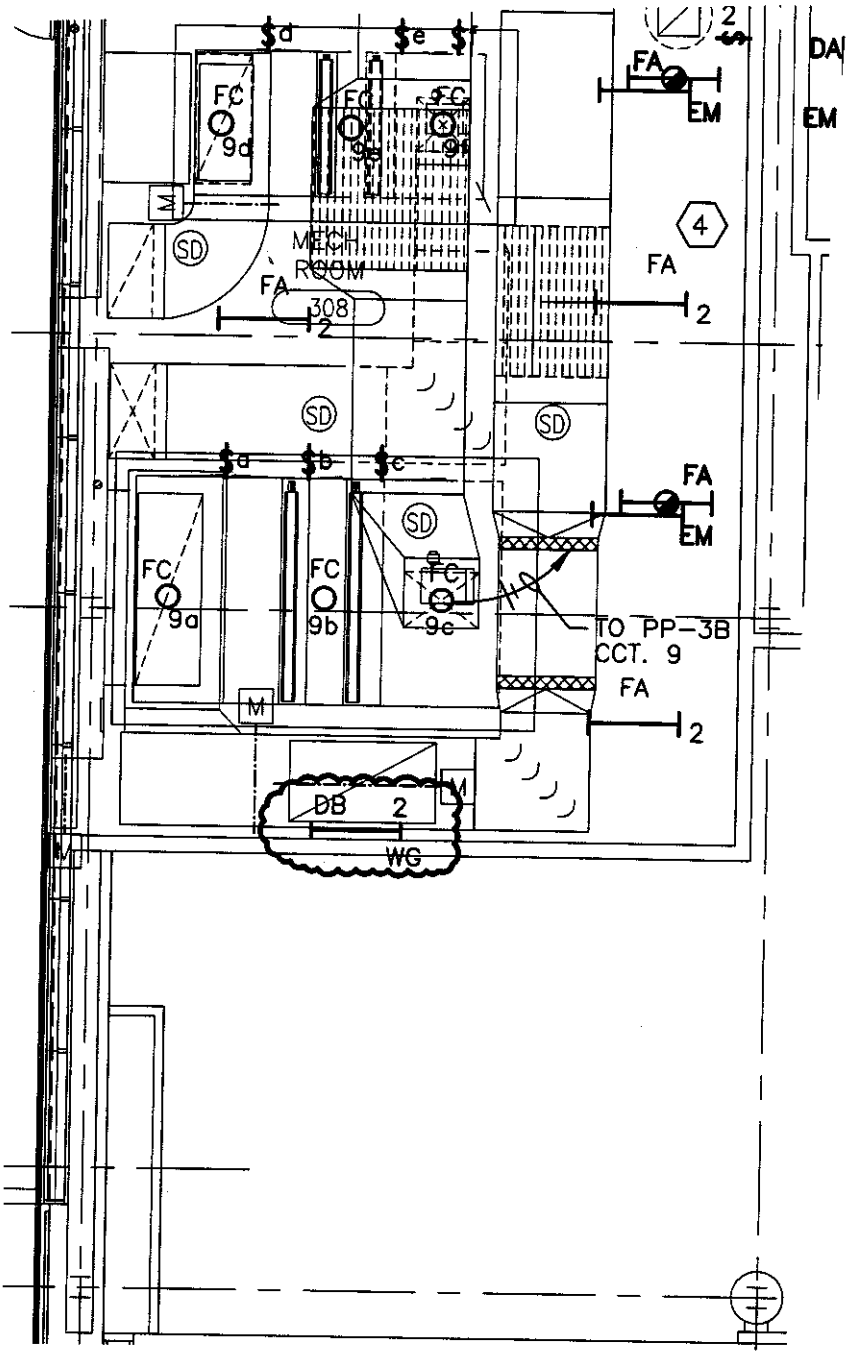 $d
$e
$
2
$
DA
FA
EM
EM
FC
9d
FC
9e
FC
9f
M
4
SD
MECH.
ROOM
FA
308
2
FA
2
SD
SD
$a
$b
$c
SD
FA
EM
FC
9a
FC
9b
FC
9c
TO PP-3B
CCT. 9
FA
2
M
M
DB 2
WG